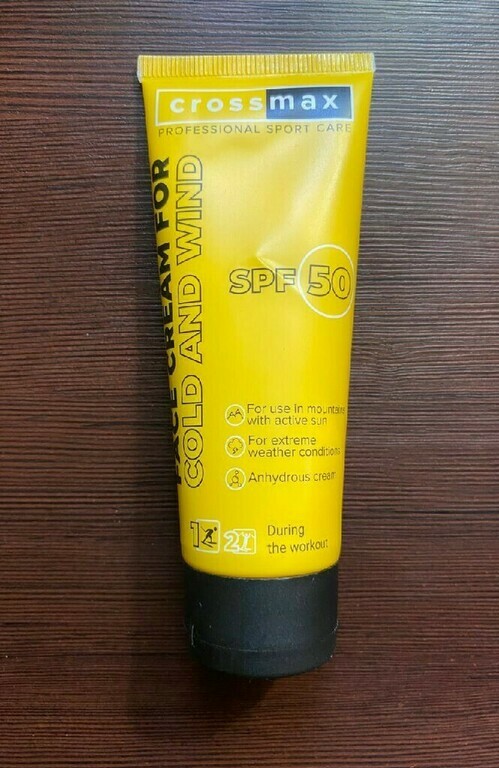 crossmax
PROFESSIONAL SPORT CARE
FACE CREAM FOR
COLD AND WIND
SPF 50
For use in mountains
with active sun
For extreme
weather conditions
Anhydrous cream
1 2
During
the workout